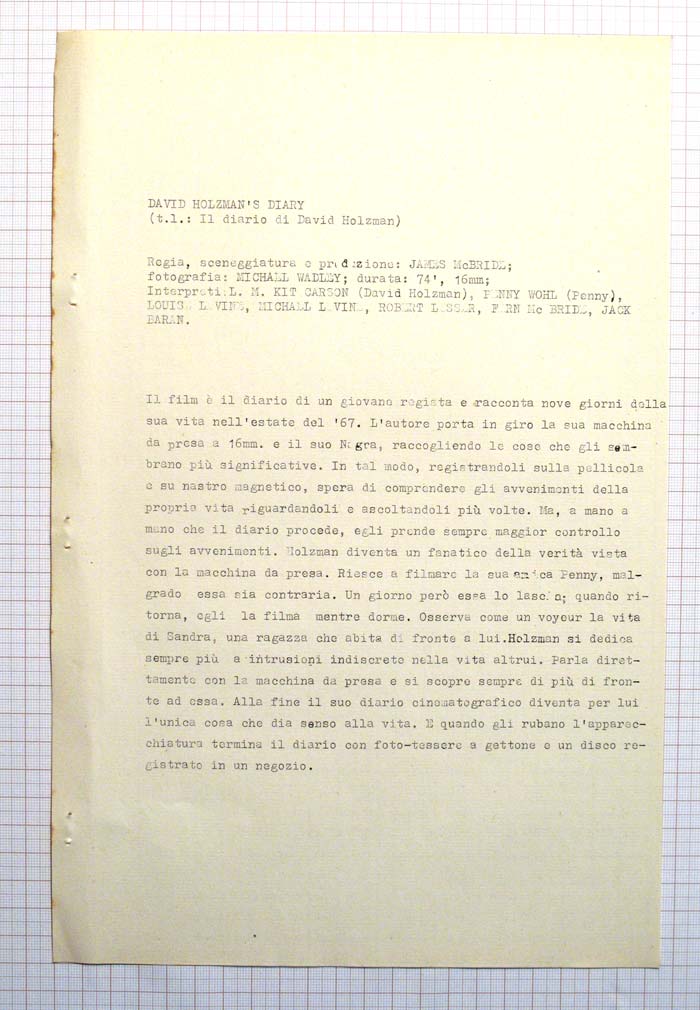 DAVID HOLZMAN'S DIARY
(t.l.: Il diario di David Holzman)
Regia, sceneggiatura e produzione: JAMES McBRIDE;
fotografia: MICHAEL WADLEY; durata: 74', 16mm;
Interpreti: L. M. KIT CARSON (David Holzman), PENNY WOHL (Penny),
LOUISE LEVINE, MICHAEL LEVINE, ROBERT LESSER, FERN Mc BRIDE, JACK
BARAN.
Il film è il diario di un giovane regista e racconta nove giorni della
sua vita nell'estate del '67. L'autore porta in giro la sua macchina
da presa a 16mm. e il suo Nagra, raccogliendo le cose che gli sem-
brano più significative. In tal modo, registrandoli sulla pellicola
e su nastro magnetico, spera di comprendere gli avvenimenti della
propria vita riguardandoli e ascoltandoli più volte. Ma, a mano a
mano che il diario procede, egli prende sempre maggior controllo
sugli avvenimenti. Holzman diventa un fanatico della verità vista
con la macchina da presa. Riesce a filmare la sua amica Penny, mal-
grado essa sia contraria. Un giorno però essa lo lascia; quando ri-
torna, egli la filma mentre dorme. Osserva come un voyeur la vita
di Sandra, una ragazza che abita di fronte a lui.Holzman si dedica
sempre più a intrusioni indiscrete nella vita altrui. Parla diret-
tamente con la macchina da presa e si scopre sempre di più di fron-
te ad essa. Alla fine il suo diario cinematografico diventa per lui
l'unica cosa che dia senso alla vita. E quando gli rubano l'apparec-
chiatura termina il diario con foto-tessere a gettone e un disco re-
gistrato in un negozio.